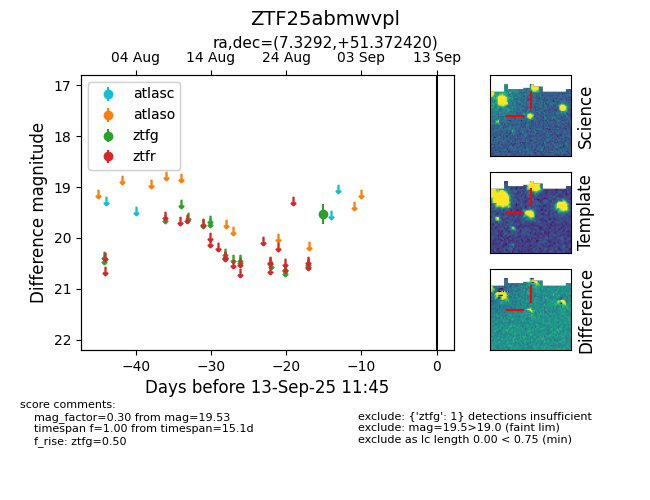 ZTF25abmwvpl
ra,dec=(7.3292,+51.372420)
04 Aug 14 Aug 24 Aug 03 Sep 13 Sep
17
18
19
20
21
22
Difference magnitude
atlasc
atlaso
ztfg
ztfr
−40 −30 −20 −10 0
Days before 13-Sep-25 11:45
Science
Template
Difference
score comments:
mag_factor=0.30 from mag=19.53
timespan f=1.00 from timespan=15.1d
f_rise: ztfg=0.50
exclude: {'ztfg': 1} detections insufficient
exclude: mag=19.5>19.0 (faint lim)
exclude as lc length 0.00 < 0.75 (min)